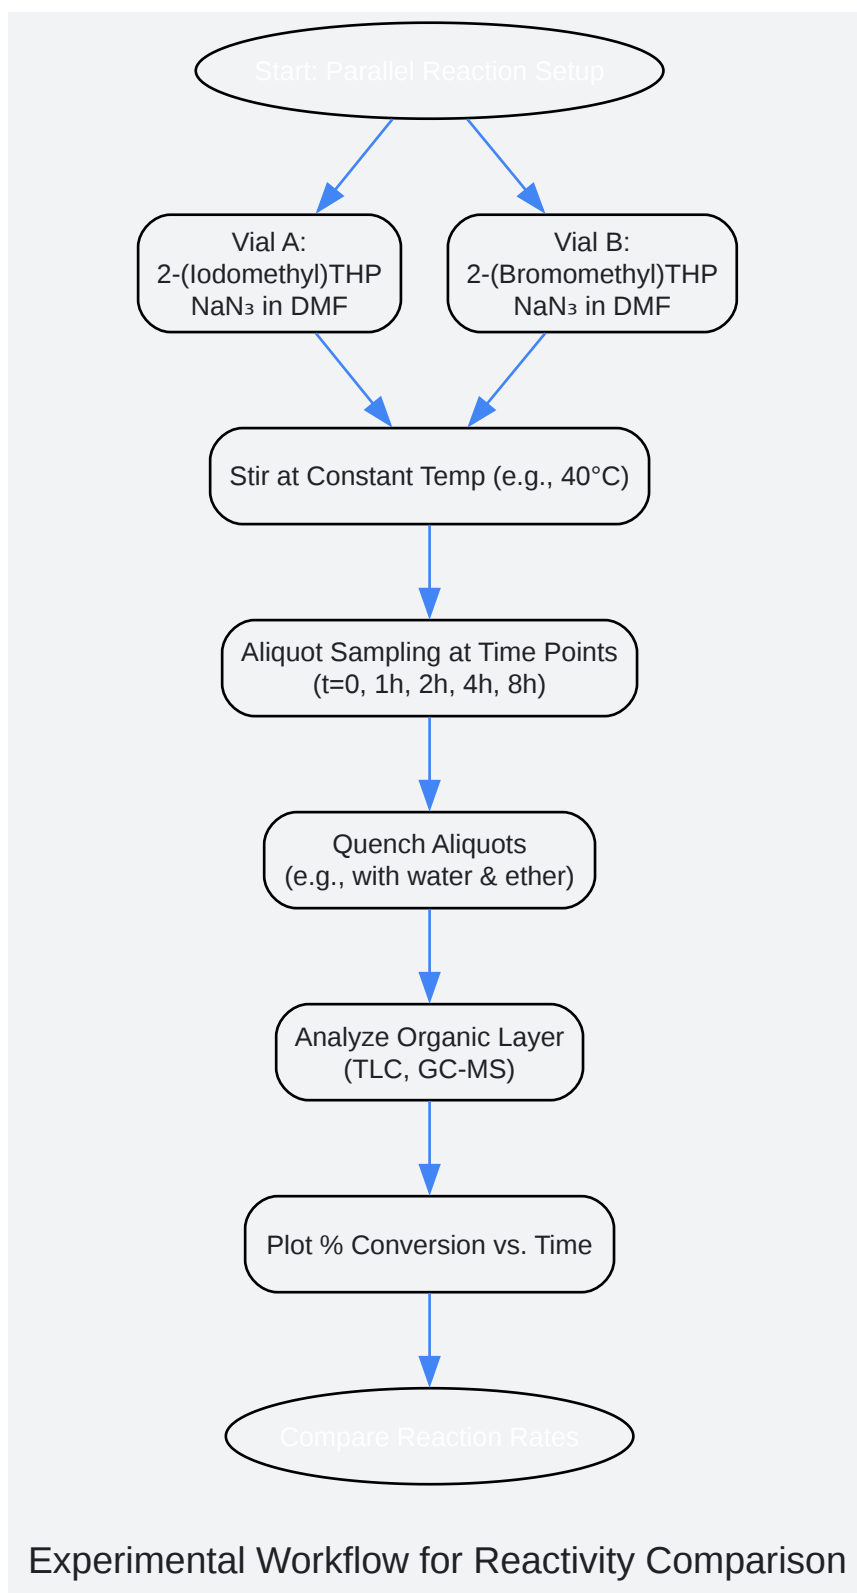 Start: Parallel Reaction Setup
Vial A:
2-(Iodomethyl)THP
NaN₃ in DMF
Vial B:
2-(Bromomethyl)THP
NaN₃ in DMF
Stir at Constant Temp (e.g., 40°C)
Aliquot Sampling at Time Points
(t=0, 1h, 2h, 4h, 8h)
Quench Aliquots
(e.g., with water & ether)
Analyze Organic Layer
(TLC, GC-MS)
Plot % Conversion vs. Time
Compare Reaction Rates
Experimental Workflow for Reactivity Comparison